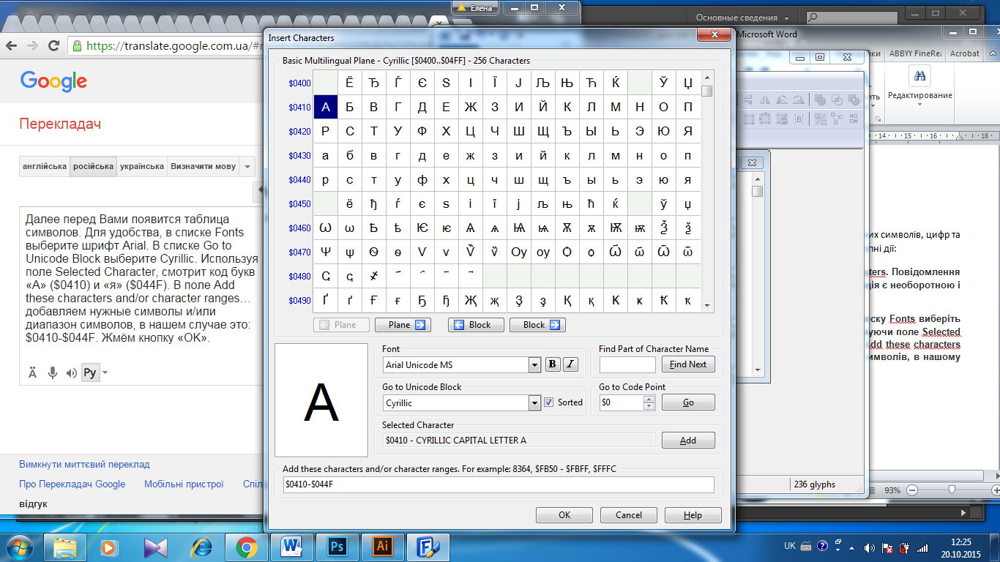 Елена
Основные сведения
https://translate.google.com.ua/#r
Microsoft Word
ABBYY FineRea
Acrobat
Редактирование
Google
Перекладач
англійська російська українська Визначити мову
Далее перед Вами появится таблица
символов. Для удобства, в списке Fonts
выберите шрифт Arial. В списке Go to
Unicode Block выберите Cyrillic. Используя
поле Selected Character, смотрит код букв
«А» ($0410) и «я» ($044F). В поле Add
these characters and/or character ranges…
добавляем нужные символы и/или
диапазон символов, в нашем случае это:
$0410-$044F. Жмём кнопку «ОК».
Ä
Ру
Вимкнути миттєвий переклад
Про Перекладач Google Мобільні пристрої Спіл
відгук
Insert Characters
Basic Multilingual Plane - Cyrillic [$0400..$04FF] - 256 Characters
$0400 Ё Ђ Ѓ Є Ѕ І Ї Ј Љ Њ Ћ Ќ Ў Џ
$0410 А Б В Г Д Е Ж З И Й К Л М Н О П
$0420 Р С Т У Ф Х Ц Ч Ш Щ Ъ Ы Ь Э Ю Я
$0430 а б в г д е ж з и й к л м н о п
$0440 р с т у ф х ц ч ш щ ъ ы ь э ю я
$0450 ё ђ ѓ є ѕ і ї ј љ њ ћ ќ ў џ
$0460 Ѡ ѡ Ѣ ѣ Ѥ ѥ Ѧ ѧ Ѩ ѩ Ѫ ѫ Ѭ ѭ Ѯ ѯ
$0470 Ѱ ѱ Ѳ ѳ Ѵ ѵ Ѷ ѷ Ѹ ѹ Ѻ ѻ Ѽ ѽ Ѿ ѿ
$0480 Ҁ ҁ ҂ ҃ ҄ ҅ ҆
$0490 Ґ ґ Ғ ғ Ҕ ҕ Җ җ Ҙ ҙ Қ қ Ҝ ҝ Ҟ ҟ
Plane Plane Block Block
Font
Arial Unicode MS
B I
Find Part of Character Name
Find Next
Go to Unicode Block
Cyrillic
Sorted
Go to Code Point
$0
Go
Selected Character
$0410 - CYRILLIC CAPITAL LETTER A
Add
А
Add these characters and/or character ranges. For example: 8364, $FB50 - $FBFF, $FFFC
$0410-$044F
OK Cancel Help
14 15 16 18
их символів, цифр та
ні дії:
ters. Повідомлення
ія є необоротною і
ску Fonts виберіть
уючи поле Selected
dd these characters
имволів, в нашому
236 glyphs
93%
UK
12:25
20.10.2015